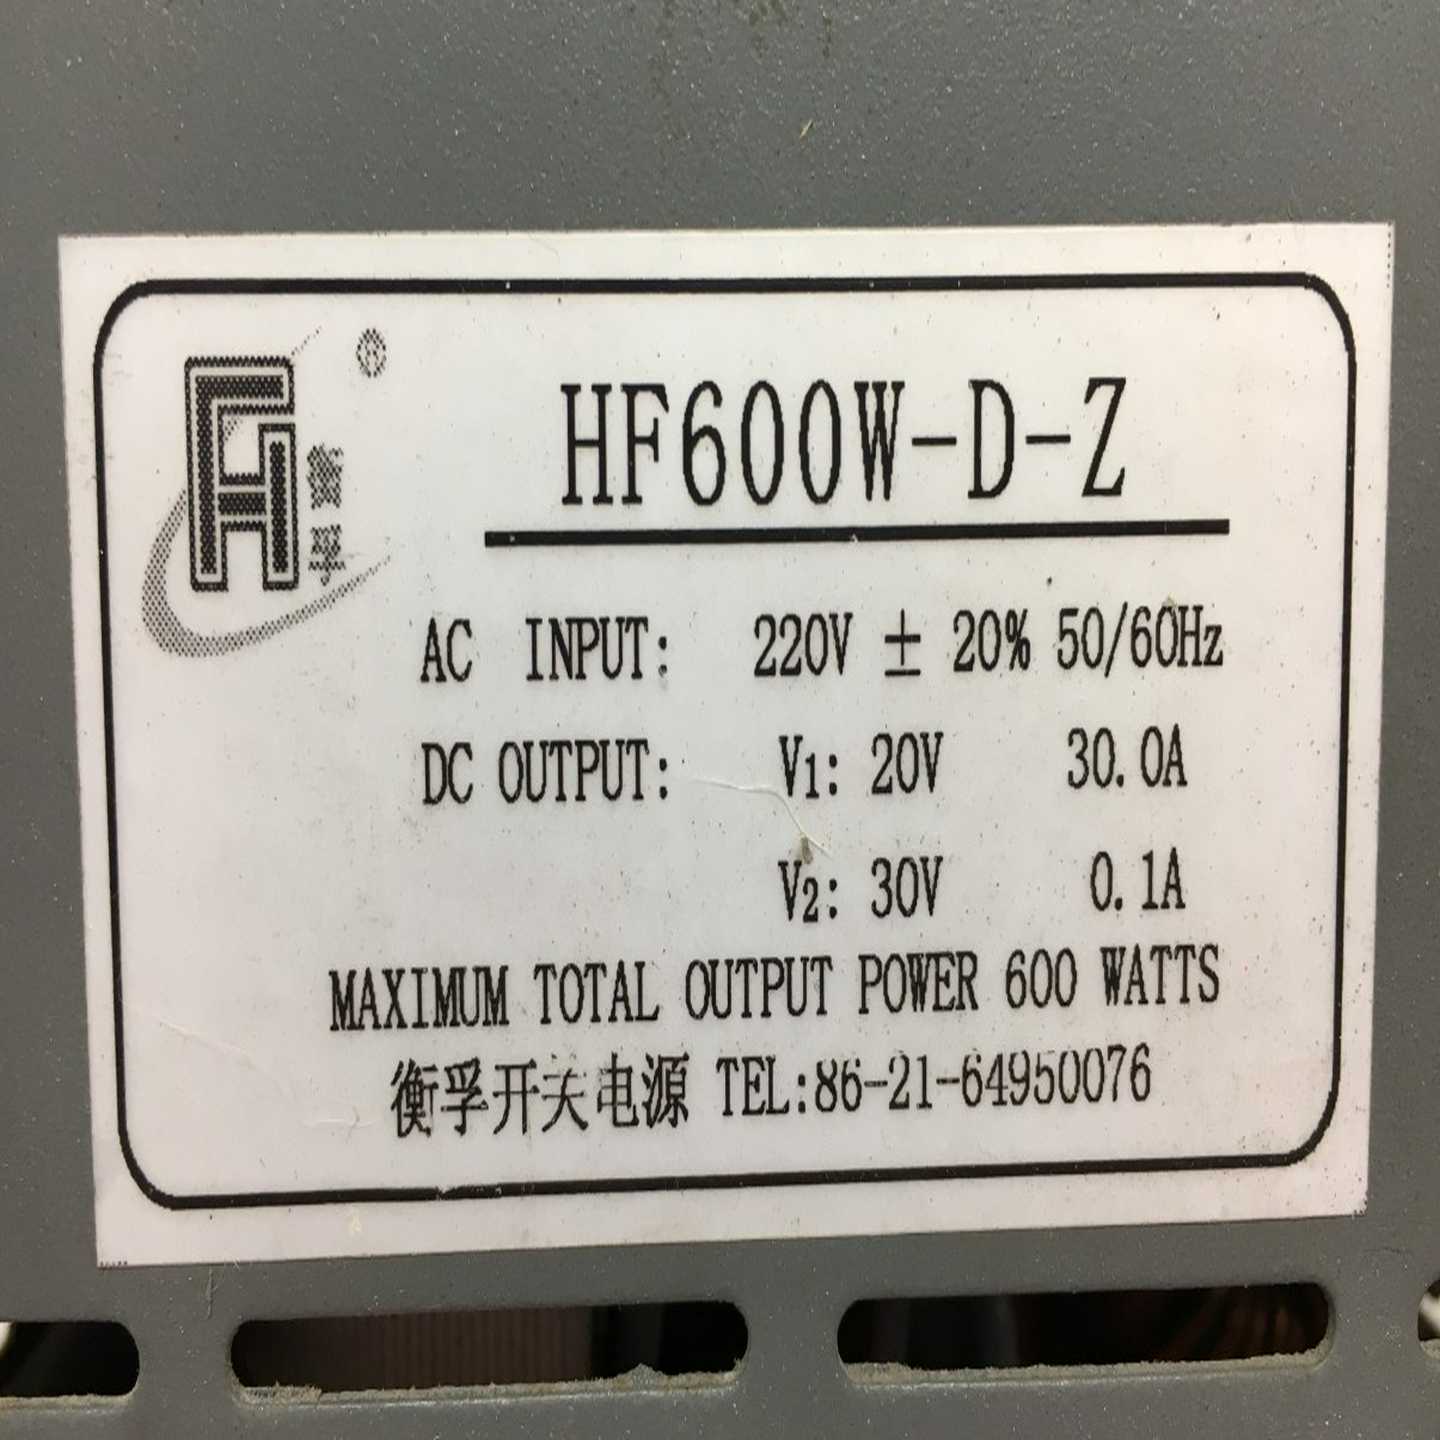 ®
衡孚
HF600W-D-Z
AC INPUT: 220V ± 20% 50/60Hz
DC OUTPUT: V1: 20V 30.0A
V2: 30V 0.1A
MAXIMUM TOTAL OUTPUT POWER 600 WATTS
衡孚开关电源 TEL:86-21-64950076